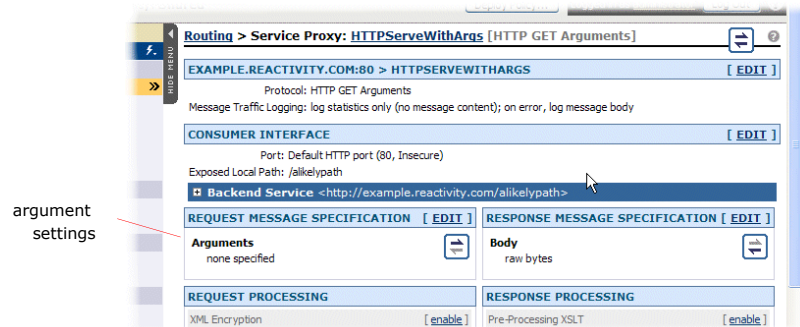 Routing > Service Proxy: HTTPServeWithArgs [HTTP GET Arguments]
HIDE MENU
EXAMPLE.REACTIVITY.COM:80 > HTTPSERVEWITHARGS [ EDIT ]
Protocol: HTTP GET Arguments
Message Traffic Logging: log statistics only (no message content); on error, log message body
CONSUMER INTERFACE [ EDIT ]
Port: Default HTTP port (80, Insecure)
Exposed Local Path: /alikelypath
Backend Service <http://example.reactivity.com/alikelypath>
argument
settings
REQUEST MESSAGE SPECIFICATION [ EDIT ]
Arguments
none specified
RESPONSE MESSAGE SPECIFICATION [ EDIT ]
Body
raw bytes
REQUEST PROCESSING
XML Encryption [ enable ]
RESPONSE PROCESSING
Pre-Processing XSLT [ enable ]